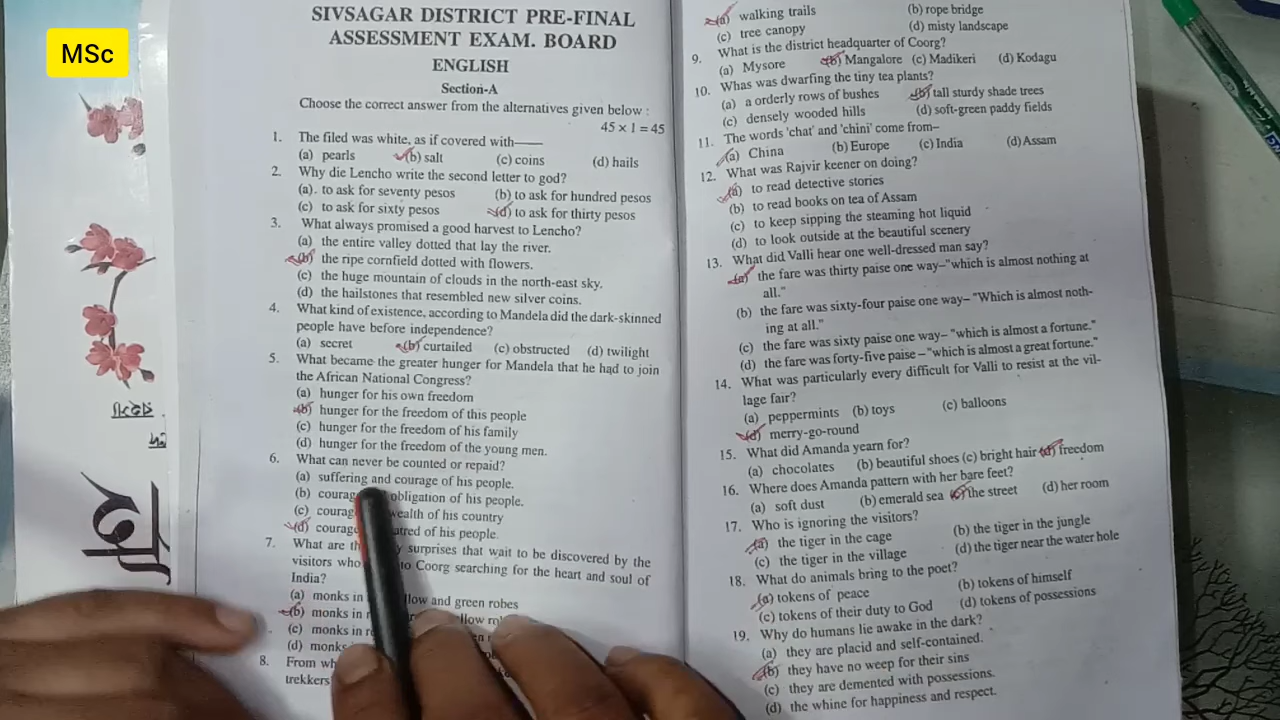 MSc
SIVSAGAR DISTRICT PRE-FINAL
ASSESSMENT EXAM. BOARD
ENGLISH
Section-A
Choose the correct answer from the alternatives given below :
45 × 1 = 45
1. The filed was white, as if covered with——
(a) pearls (b) salt (c) coins (d) hails
2. Why die Lencho write the second letter to god?
(a). to ask for seventy pesos (b) to ask for hundred pesos
(c) to ask for sixty pesos (d) to ask for thirty pesos
3. What always promised a good harvest to Lencho?
(a) the entire valley dotted that lay the river.
(b) the ripe cornfield dotted with flowers.
(c) the huge mountain of clouds in the north-east sky.
(d) the hailstones that resembled new silver coins.
4. What kind of existence, according to Mandela did the dark-skinned
people have before independence?
(a) secret (b) curtailed (c) obstructed (d) twilight
5. What became the greater hunger for Mandela that he had to join
the African National Congress?
(a) hunger for his own freedom
(b) hunger for the freedom of this people
(c) hunger for the freedom of his family
(d) hunger for the freedom of the young men.
6. What can never be counted or repaid?
(a) suffering and courage of his people.
(b) obligation of his people.
(c) wealth of his country
(d) courage of his people.
7. What are surprises that wait to be discovered by the
visitors who to Coorg searching for the heart and soul of
India?
(a) monks in and green robes
(b) monks in
(c) monks in
(d) monks
8. From
trekkers
(a) walking trails (b) rope bridge
(c) tree canopy (d) misty landscape
9. What is the district headquarter of Coorg?
(a) Mysore (b) Mangalore (c) Madikeri (d) Kodagu
10. Whas was dwarfing the tiny tea plants?
(a) a orderly rows of bushes (b) tall sturdy shade trees
(c) densely wooded hills (d) soft-green paddy fields
11. The words 'chat' and 'chini' come from–
(a) China (b) Europe (c) India (d) Assam
12. What was Rajvir keener on doing?
(a) to read detective stories
(b) to read books on tea of Assam
(c) to keep sipping the steaming hot liquid
(d) to look outside at the beautiful scenery
13. What did Valli hear one well-dressed man say?
(a) the fare was thirty paise one way–"which is almost nothing at
all."
(b) the fare was sixty-four paise one way– "Which is almost noth-
ing at all."
(c) the fare was sixty paise one way– "which is almost a fortune."
(d) the fare was forty-five paise –"which is almost a great fortune."
14. What was particularly every difficult for Valli to resist at the vil-
lage fair?
(a) peppermints (b) toys (c) balloons
(d) merry-go-round
15. What did Amanda yearn for?
(a) chocolates (b) beautiful shoes (c) bright hair (d) freedom
16. Where does Amanda pattern with her bare feet?
(a) soft dust (b) emerald sea (c) the street (d) her room
17. Who is ignoring the visitors?
(a) the tiger in the cage (b) the tiger in the jungle
(c) the tiger in the village (d) the tiger near the water hole
18. What do animals bring to the poet?
(a) tokens of peace (b) tokens of himself
(c) tokens of their duty to God (d) tokens of possessions
19. Why do humans lie awake in the dark?
(a) they are placid and self-contained.
(b) they have no weep for their sins
(c) they are demented with possessions.
(d) the whine for happiness and respect.